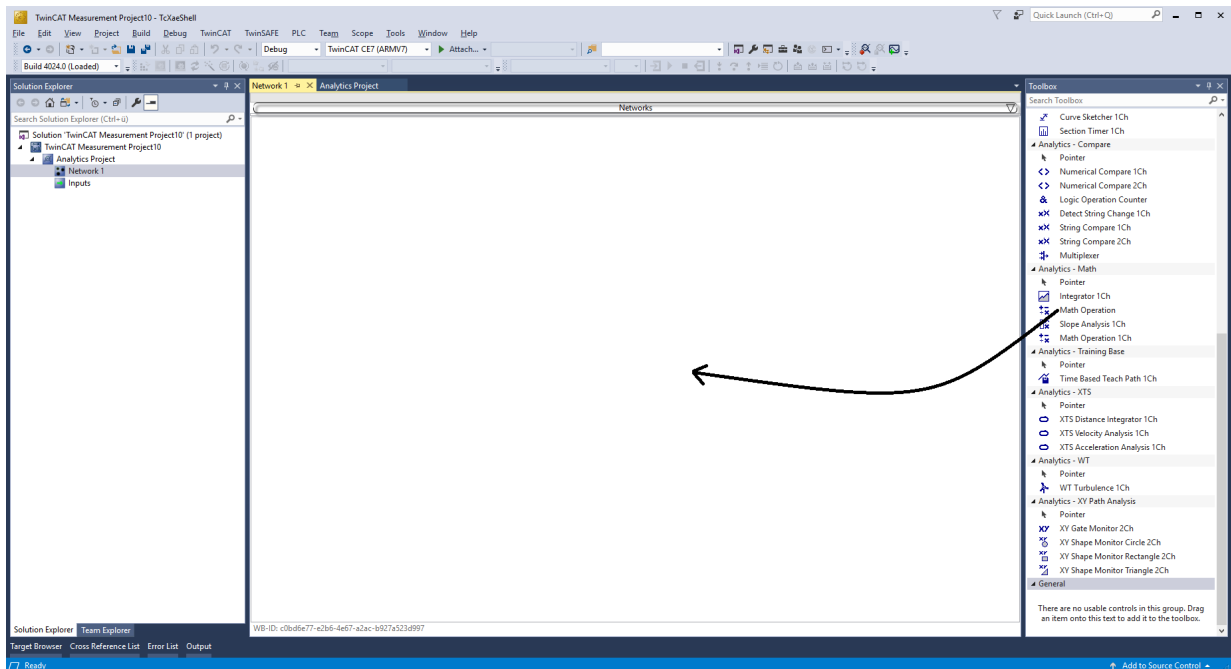 TwinCAT Measurement Project10 - TcXaeShell
Quick Launch (Ctrl+Q)
File Edit View Project Build Debug TwinCAT TwinSAFE PLC Team Scope Tools Window Help
Debug TwinCAT CE7 (ARMV7) Attach...
Build 4024.0 (Loaded)
Solution Explorer
Search Solution Explorer (Ctrl+ü)
Solution 'TwinCAT Measurement Project10' (1 project)
TwinCAT Measurement Project10
Analytics Project
Network 1
Inputs
Solution Explorer Team Explorer
Network 1 Analytics Project
Networks
WB-ID: c0bd6e77-e2b6-4e67-a2ac-b927a523d997
Toolbox
Search Toolbox
Curve Sketcher 1Ch
Section Timer 1Ch
Analytics - Compare
Pointer
Numerical Compare 1Ch
Numerical Compare 2Ch
Logic Operation Counter
Detect String Change 1Ch
String Compare 1Ch
String Compare 2Ch
Multiplexer
Analytics - Math
Pointer
Integrator 1Ch
Math Operation
Slope Analysis 1Ch
Math Operation 1Ch
Analytics - Training Base
Pointer
Time Based Teach Path 1Ch
Analytics - XTS
Pointer
XTS Distance Integrator 1Ch
XTS Velocity Analysis 1Ch
XTS Acceleration Analysis 1Ch
Analytics - WT
Pointer
WT Turbulence 1Ch
Analytics - XY Path Analysis
Pointer
XY Gate Monitor 2Ch
XY Shape Monitor Circle 2Ch
XY Shape Monitor Rectangle 2Ch
XY Shape Monitor Triangle 2Ch
General
There are no usable controls in this group. Drag
an item onto this text to add it to the toolbox.
Target Browser Cross Reference List Error List Output
Ready
Add to Source Control